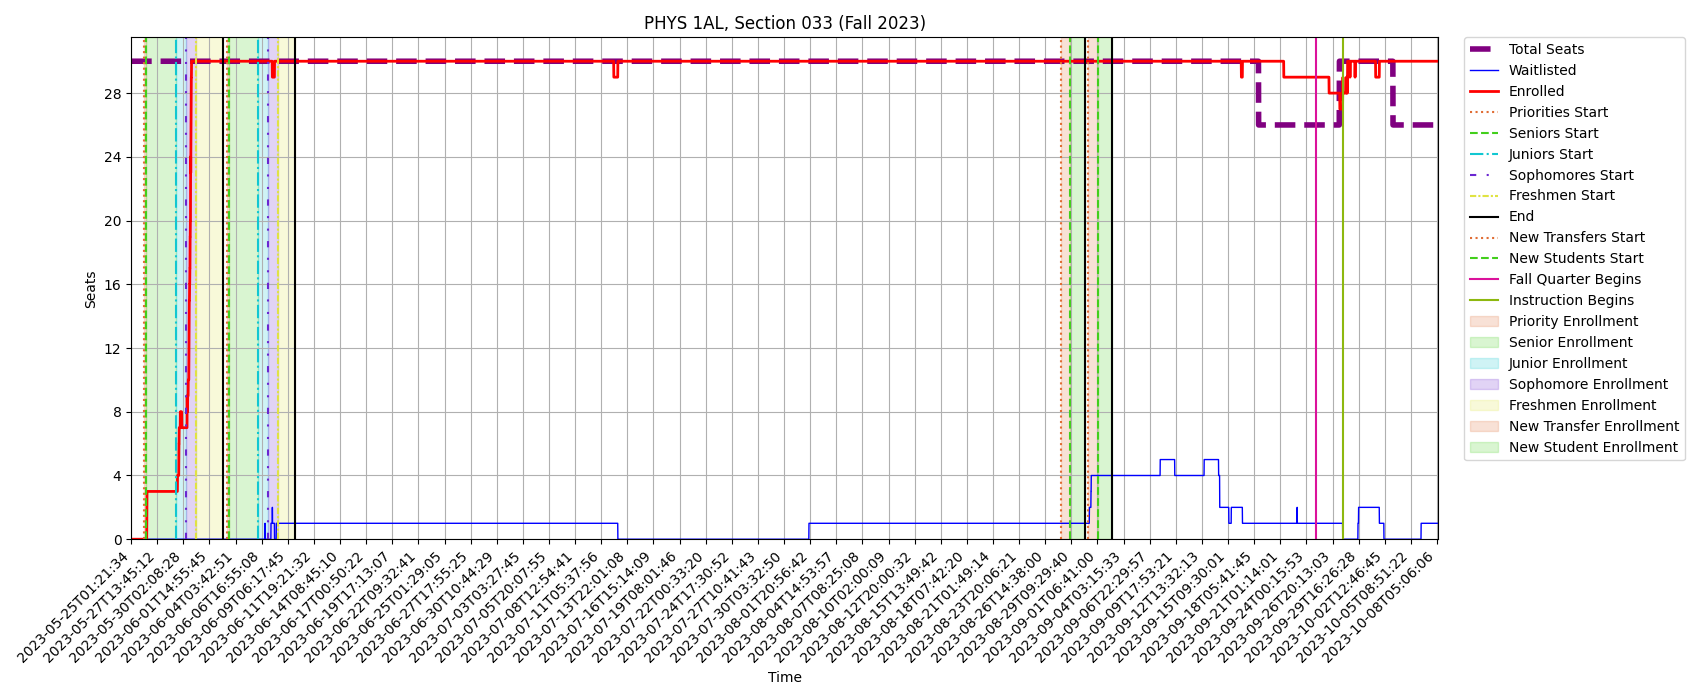 PHYS 1AL, Section 033 (Fall 2023)
Seats
28
24
20
16
12
8
4
0
2023-05-25T01:21:34
2023-05-27T13:45:12
2023-05-30T02:08:28
2023-06-01T14:55:45
2023-06-04T03:42:51
2023-06-06T16:55:08
2023-06-09T06:17:45
2023-06-11T19:21:32
2023-06-14T08:45:10
2023-06-17T00:50:22
2023-06-19T17:13:07
2023-06-22T09:32:41
2023-06-25T01:29:05
2023-06-27T17:55:25
2023-06-30T10:44:29
2023-07-03T03:27:45
2023-07-05T20:07:55
2023-07-08T12:54:41
2023-07-11T05:37:56
2023-07-13T22:01:08
2023-07-16T15:14:09
2023-07-19T08:01:46
2023-07-22T00:33:20
2023-07-24T17:30:52
2023-07-27T10:41:43
2023-07-30T03:32:50
2023-08-01T20:56:42
2023-08-04T14:53:57
2023-08-07T08:25:08
2023-08-10T02:00:09
2023-08-12T20:00:32
2023-08-15T13:49:42
2023-08-18T07:42:20
2023-08-21T01:49:14
2023-08-23T20:06:21
2023-08-26T14:38:00
2023-08-29T09:29:40
2023-09-01T06:41:00
2023-09-04T03:15:33
2023-09-06T22:29:57
2023-09-09T17:53:21
2023-09-12T13:32:13
2023-09-15T09:30:01
2023-09-18T05:41:45
2023-09-21T01:14:01
2023-09-24T00:15:53
2023-09-26T20:13:03
2023-09-29T16:26:28
2023-10-02T12:46:45
2023-10-05T08:51:22
2023-10-08T05:06:06
Time
Total Seats
Waitlisted
Enrolled
Priorities Start
Seniors Start
Juniors Start
Sophomores Start
Freshmen Start
End
New Transfers Start
New Students Start
Fall Quarter Begins
Instruction Begins
Priority Enrollment
Senior Enrollment
Junior Enrollment
Sophomore Enrollment
Freshmen Enrollment
New Transfer Enrollment
New Student Enrollment